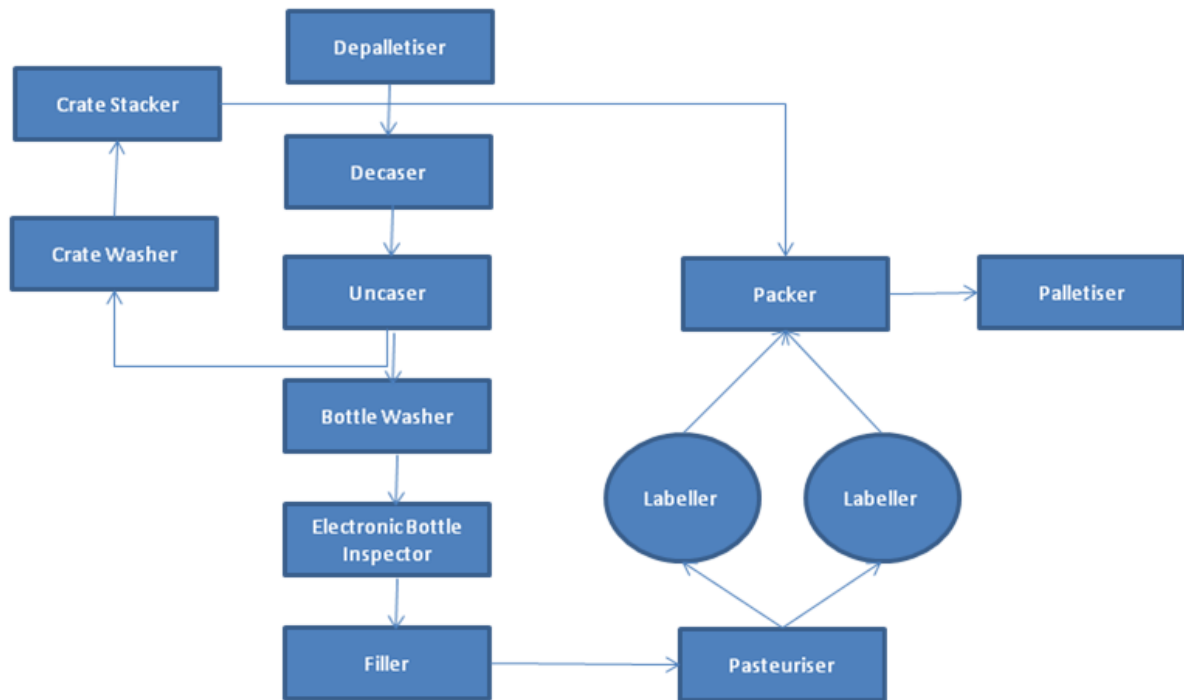 Depalletiser
Crate Stacker
Decaser
Crate Washer
Uncaser
Packer
Palletiser
Bottle Washer
Labeller
Labeller
Electronic Bottle
Inspector
Filler
Pasteuriser